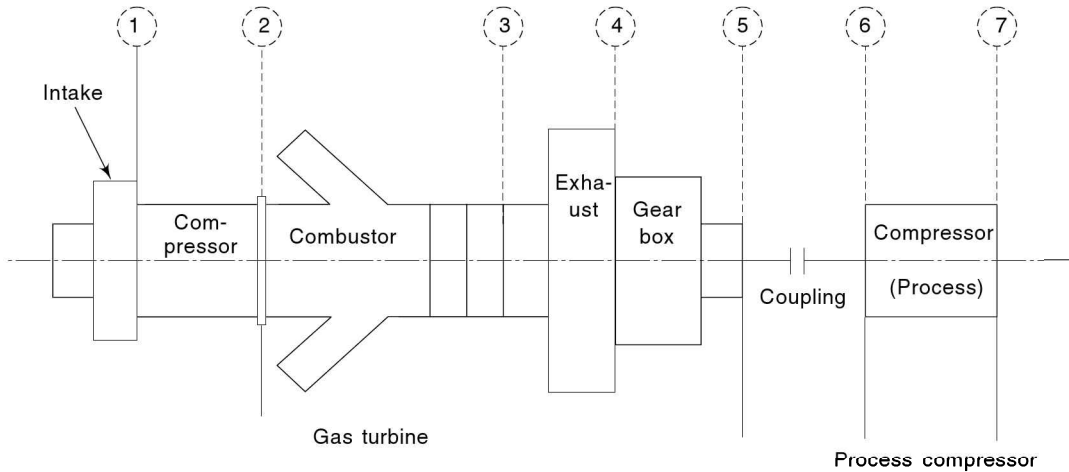 1
2
3
4
5
6
7
Intake
Com-
pressor
Combustor
Exha-
ust
Gear
box
Coupling
Compressor
(Process)
Gas turbine
Process compressor